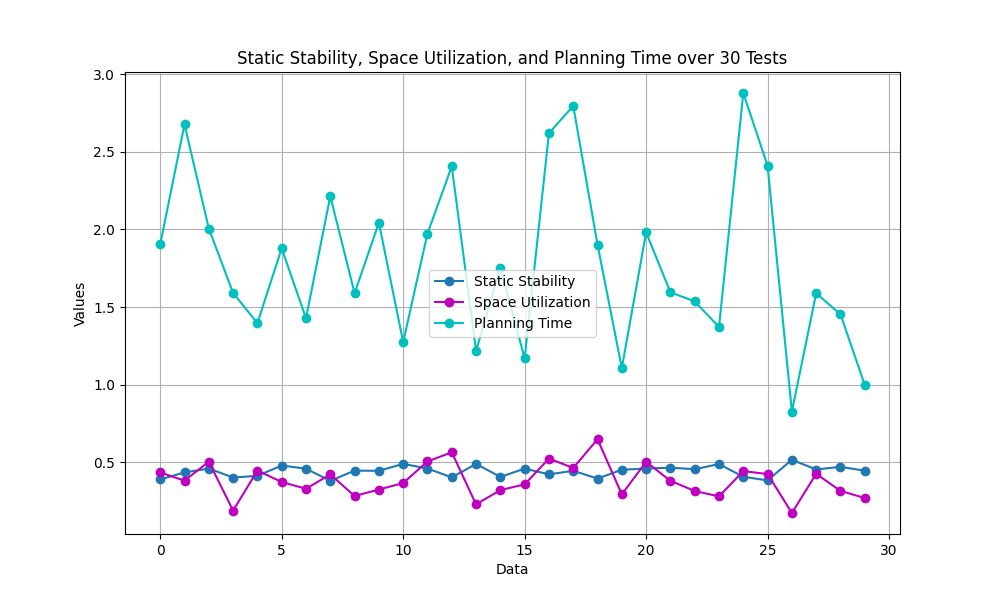 Static Stability, Space Utilization, and Planning Time over 30 Tests
3.0
2.5
2.0
1.5
1.0
0.5
Values
Static Stability
Space Utilization
Planning Time
0 5 10 15 20 25 30
Data